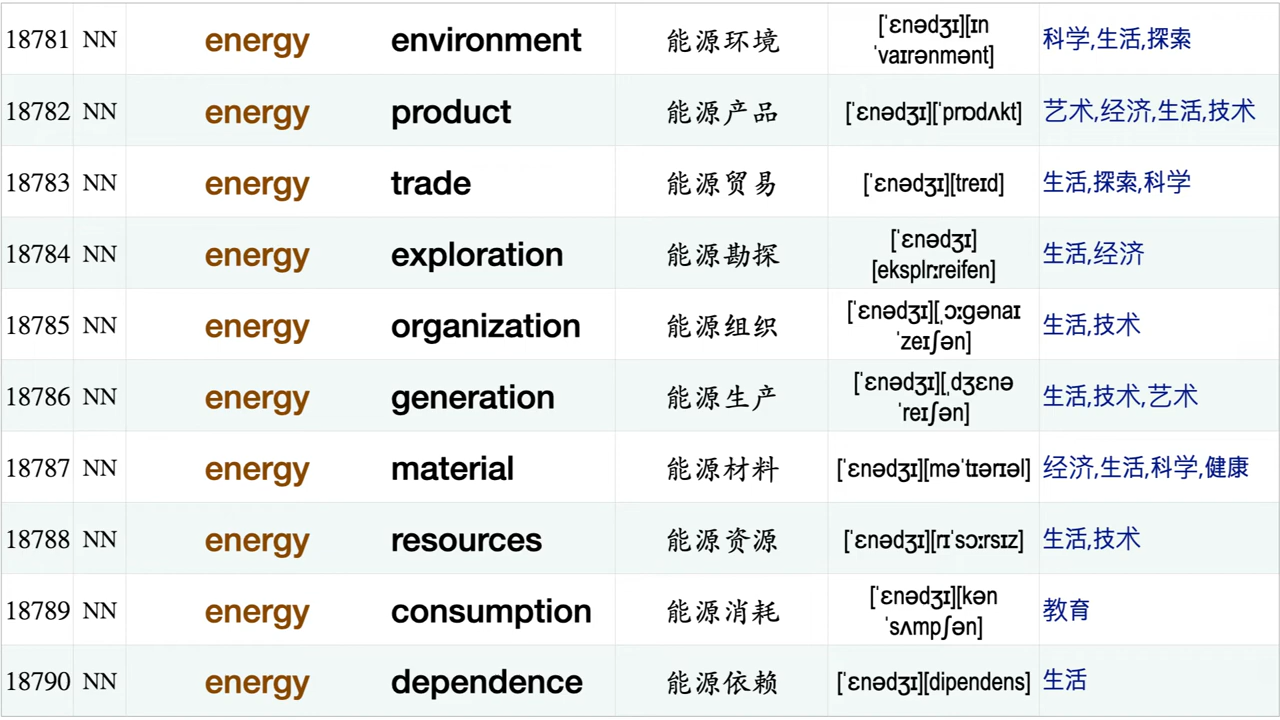 18781 NN energy environment 能源环境 [ˈɛnədʒɪ][ɪn ˈvaɪrənmənt] 科学,生活,探索
18782 NN energy product 能源产品 [ˈɛnədʒɪ][ˈprɒdʌkt] 艺术,经济,生活,技术
18783 NN energy trade 能源贸易 [ˈɛnədʒɪ][treɪd] 生活,探索,科学
18784 NN energy exploration 能源勘探 [ˈɛnədʒɪ] [eksplrːreifen] 生活,经济
18785 NN energy organization 能源组织 [ˈɛnədʒɪ][ˌɔːgənaɪ ˈzeɪʃən] 生活,技术
18786 NN energy generation 能源生产 [ˈɛnədʒɪ][ˌdʒɛnə ˈreɪʃən] 生活,技术,艺术
18787 NN energy material 能源材料 [ˈɛnədʒɪ][məˈtɪərɪəl] 经济,生活,科学,健康
18788 NN energy resources 能源资源 [ˈɛnədʒɪ][rɪˈsɔːrsɪz] 生活,技术
18789 NN energy consumption 能源消耗 [ˈɛnədʒɪ][kən ˈsʌmpʃən] 教育
18790 NN energy dependence 能源依赖 [ˈɛnədʒɪ][dipendens] 生活